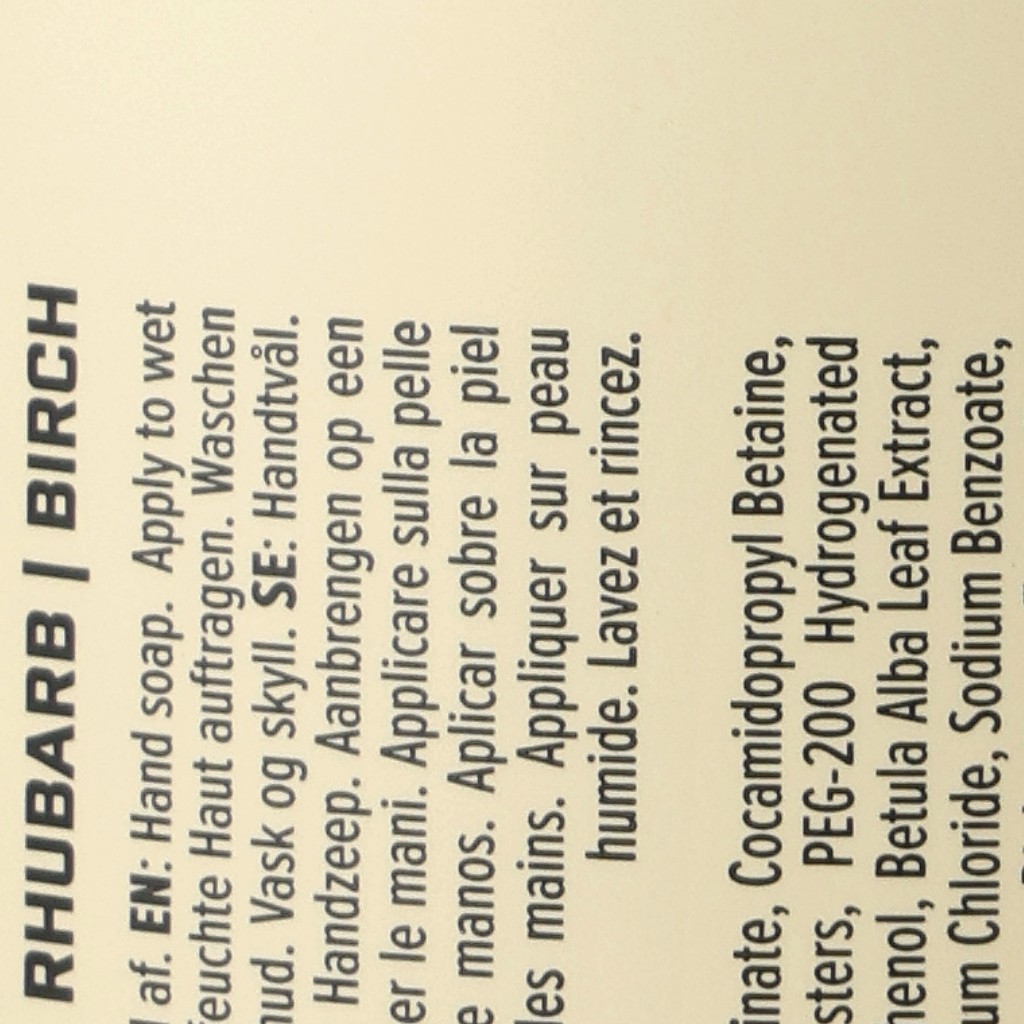 RHUBARB | BIRCH
af. EN: Hand soap. Apply to wet
feuchte Haut auftragen. Waschen
hud. Vask og skyll. SE: Handtvål.
Handzeep. Aanbrengen op een
er le mani. Applicare sulla pelle
manos. Aplicar sobre la piel
les mains. Appliquer sur peau
humide. Lavez et rincez.
inate, Cocamidopropyl Betaine,
sters, PEG-200 Hydrogenated
nenol, Betula Alba Leaf Extract,
um Chloride, Sodium Benzoate,